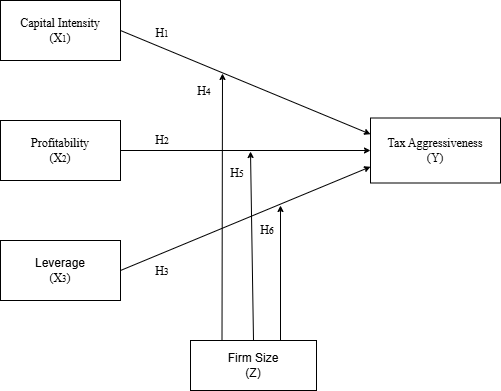 Capital Intensity
(X1)
H1
H4
Profitability
(X2)
H2
Tax Aggressiveness
(Y)
H5
H6
Leverage
(X3)
H3
Firm Size
(Z)